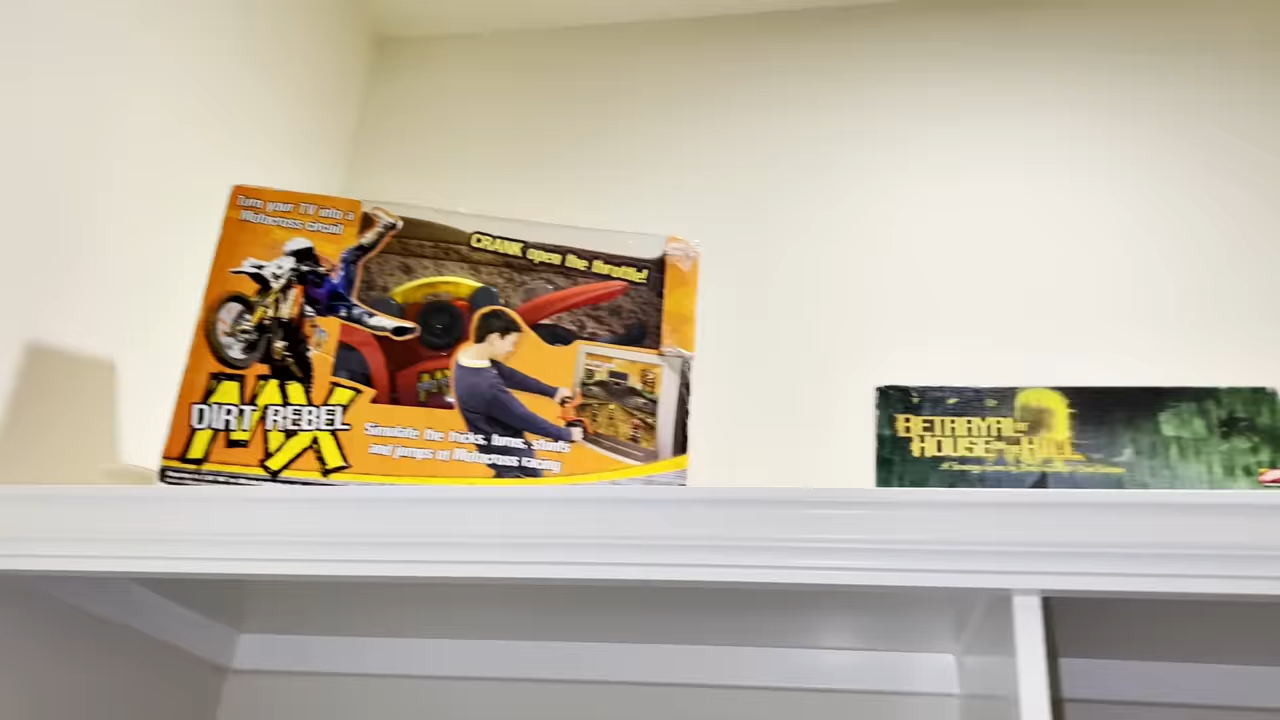 Turn your TV into a
Motocross circuit!
CRANK open the throttle!
MX
DIRT REBEL
Simulate the tricks, turns, stunts
and jumps of Motocross racing
BETRAYAL AT
HOUSE ON THE HILL